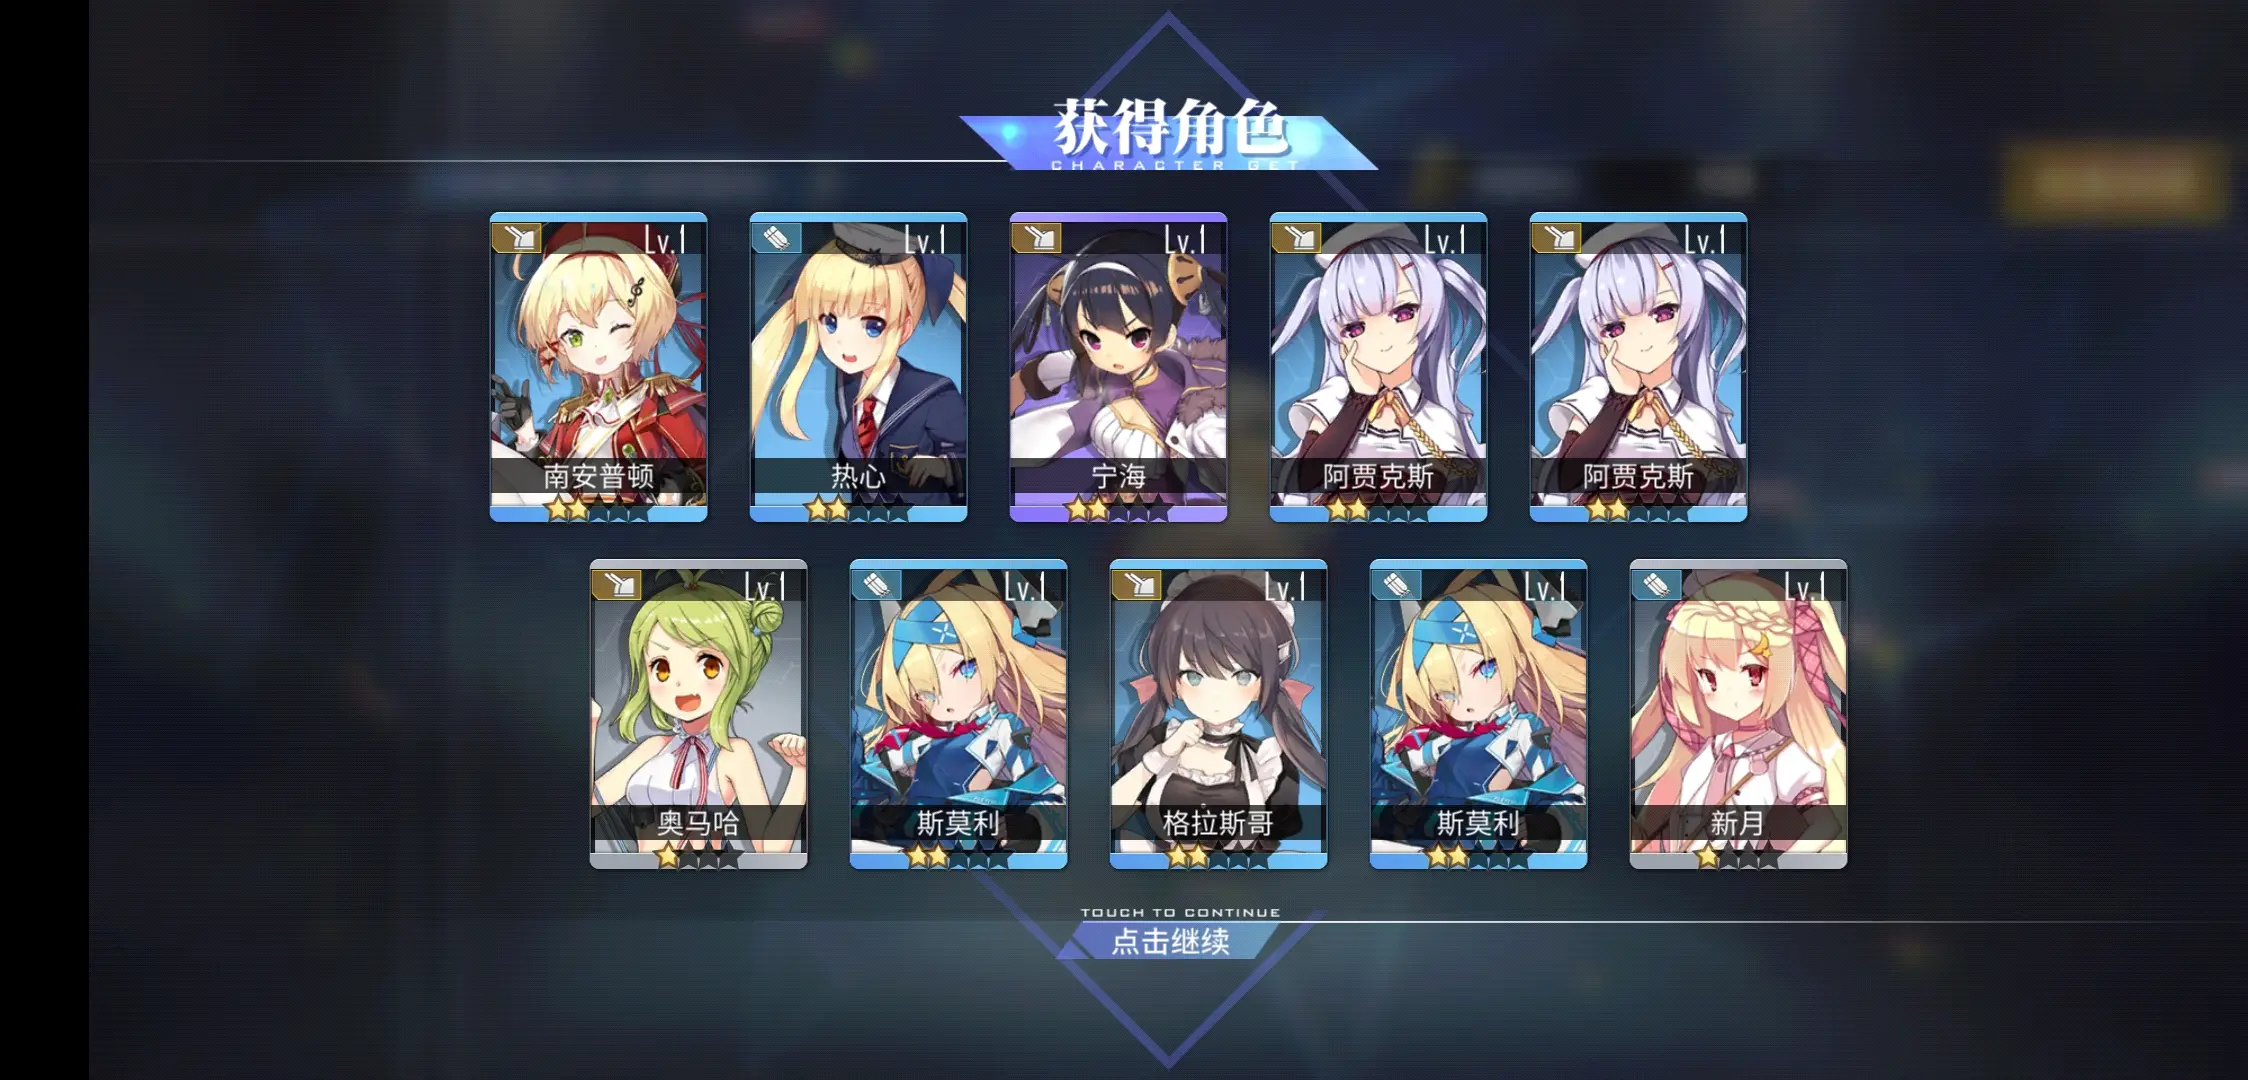 获得角色
CHARACTER GET
Lv.1
Lv.1
Lv.1
Lv.1
Lv.1
南安普顿
热心
宁海
阿贾克斯
阿贾克斯
Lv.1
Lv.1
Lv.1
Lv.1
Lv.1
奥马哈
斯莫利
格拉斯哥
斯莫利
新月
TOUCH TO CONTINUE
点击继续